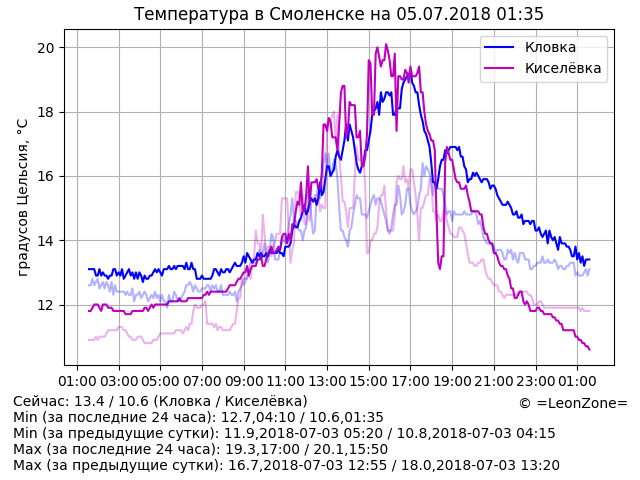 Температура в Смоленске на 05.07.2018 01:35
градусов Цельсия, °C
20
18
16
14
12
Кловка
Киселёвка
01:00 03:00 05:00 07:00 09:00 11:00 13:00 15:00 17:00 19:00 21:00 23:00 01:00
Сейчас: 13.4 / 10.6 (Кловка / Киселёвка)
© =LeonZone=
Min (за последние 24 часа): 12.7,04:10 / 10.6,01:35
Min (за предыдущие сутки): 11.9,2018-07-03 05:20 / 10.8,2018-07-03 04:15
Max (за последние 24 часа): 19.3,17:00 / 20.1,15:50
Max (за предыдущие сутки): 16.7,2018-07-03 12:55 / 18.0,2018-07-03 13:20